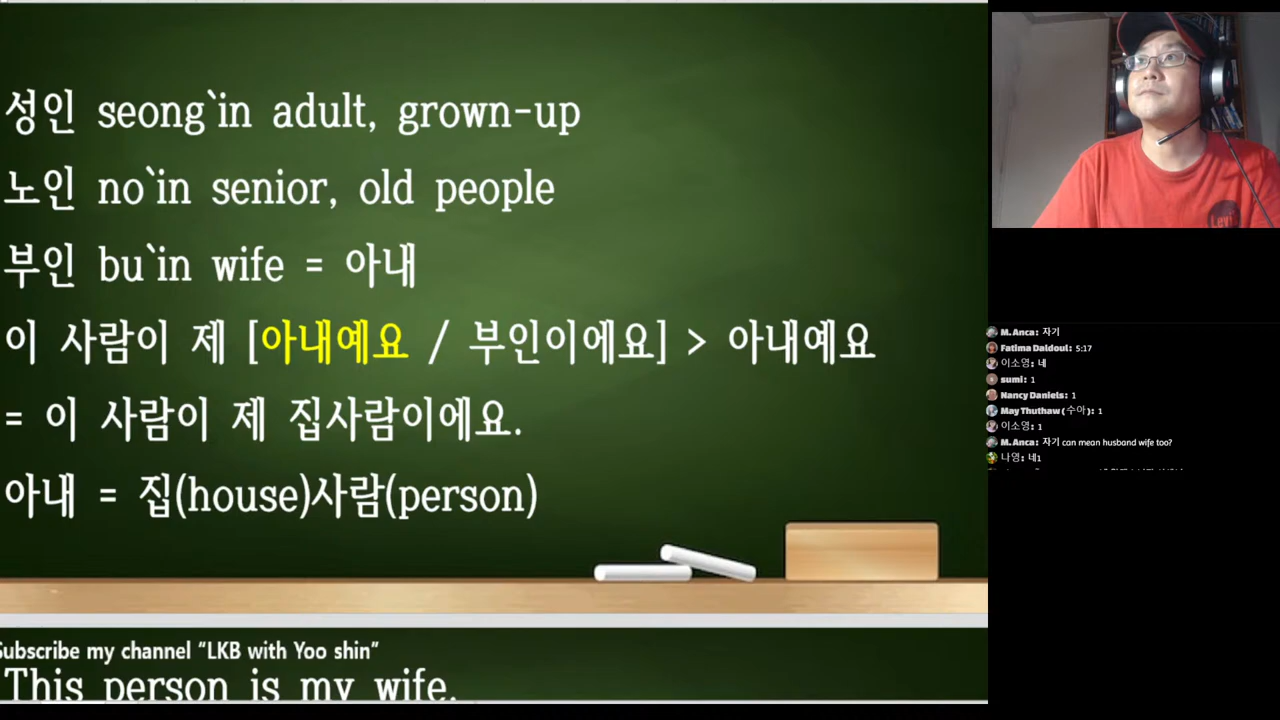 성인 seong`in adult, grown-up
노인 no`in senior, old people
부인 bu`in wife = 아내
이 사람이 제 [아내예요 / 부인이에요] > 아내예요
= 이 사람이 제 집사람이에요.
아내 = 집(house)사람(person)
Subscribe my channel “LKB with Yoo shin”
This person is my wife.
M. Anca: 자기
Fatima Daldoul: 5:17
이소영: 네
sumi: 1
Nancy Daniels: 1
May Thuthaw (수아): 1
이소영: 1
M. Anca: 자기 can mean husband wife too?
나영: 네1